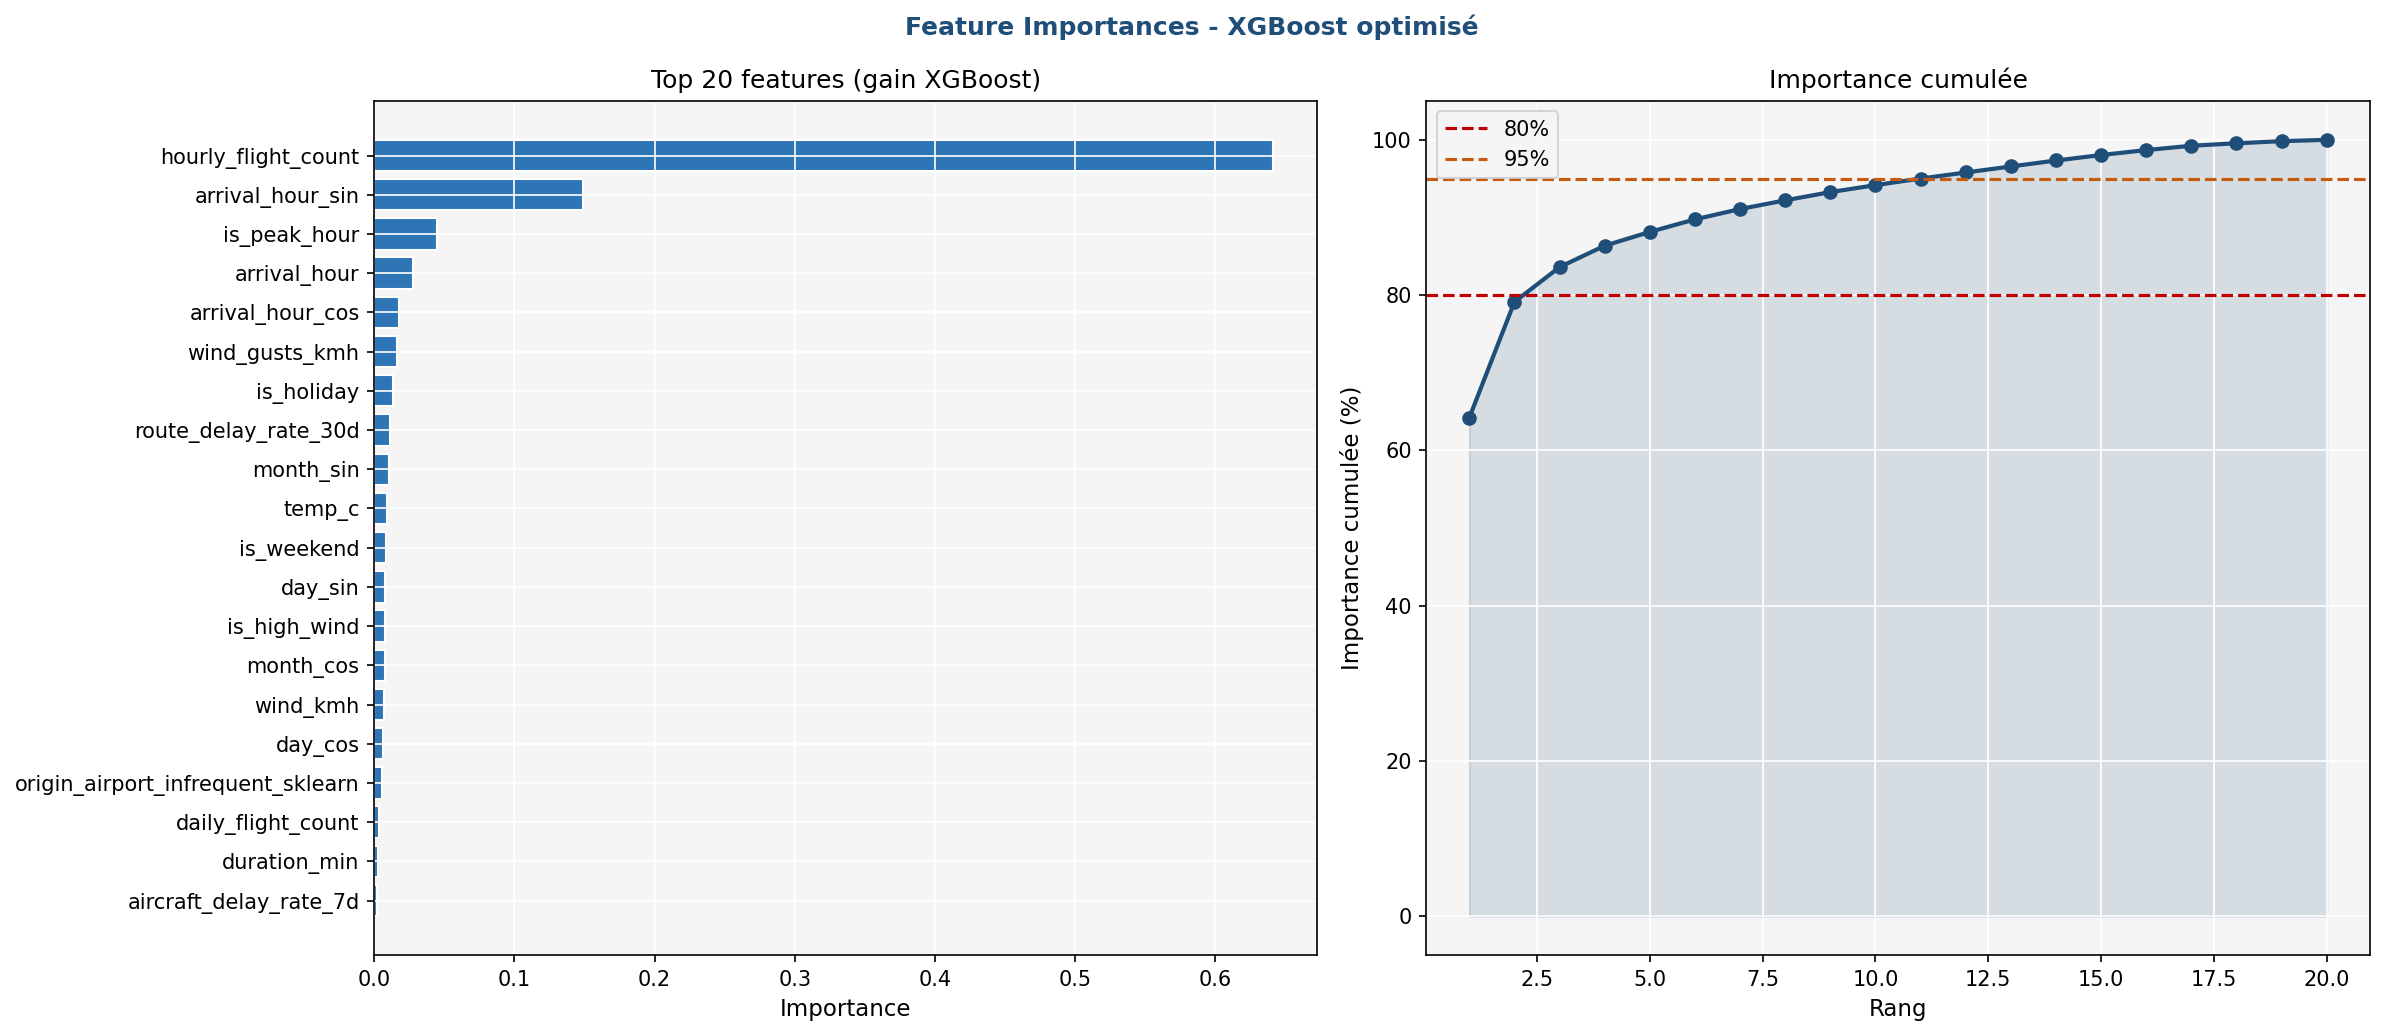 Feature Importances - XGBoost optimisé
Top 20 features (gain XGBoost)
hourly_flight_count
arrival_hour_sin
is_peak_hour
arrival_hour
arrival_hour_cos
wind_gusts_kmh
is_holiday
route_delay_rate_30d
month_sin
temp_c
is_weekend
day_sin
is_high_wind
month_cos
wind_kmh
day_cos
origin_airport_infrequent_sklearn
daily_flight_count
duration_min
aircraft_delay_rate_7d
0.0 0.1 0.2 0.3 0.4 0.5 0.6
Importance
Importance cumulée
80%
95%
100
80
60
40
20
0
Importance cumulée (%)
2.5 5.0 7.5 10.0 12.5 15.0 17.5 20.0
Rang